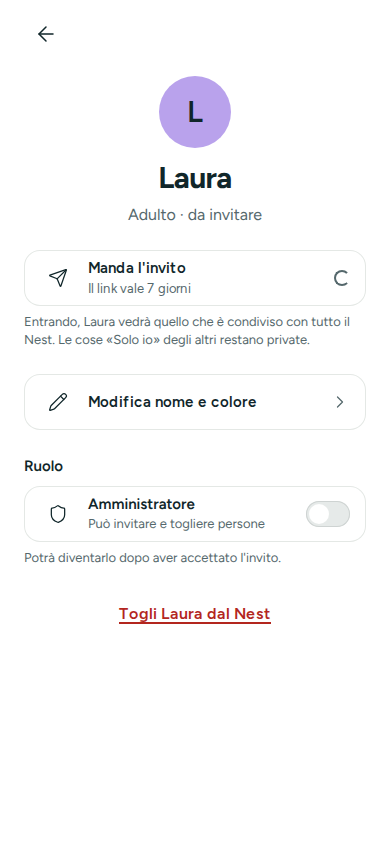 L
Laura
Adulto · da invitare
Manda l'invito
Il link vale 7 giorni
Entrando, Laura vedrà quello che è condiviso con tutto il
Nest. Le cose «Solo io» degli altri restano private.
Modifica nome e colore
Ruolo
Amministratore
Può invitare e togliere persone
Potrà diventarlo dopo aver accettato l'invito.
Togli Laura dal Nest